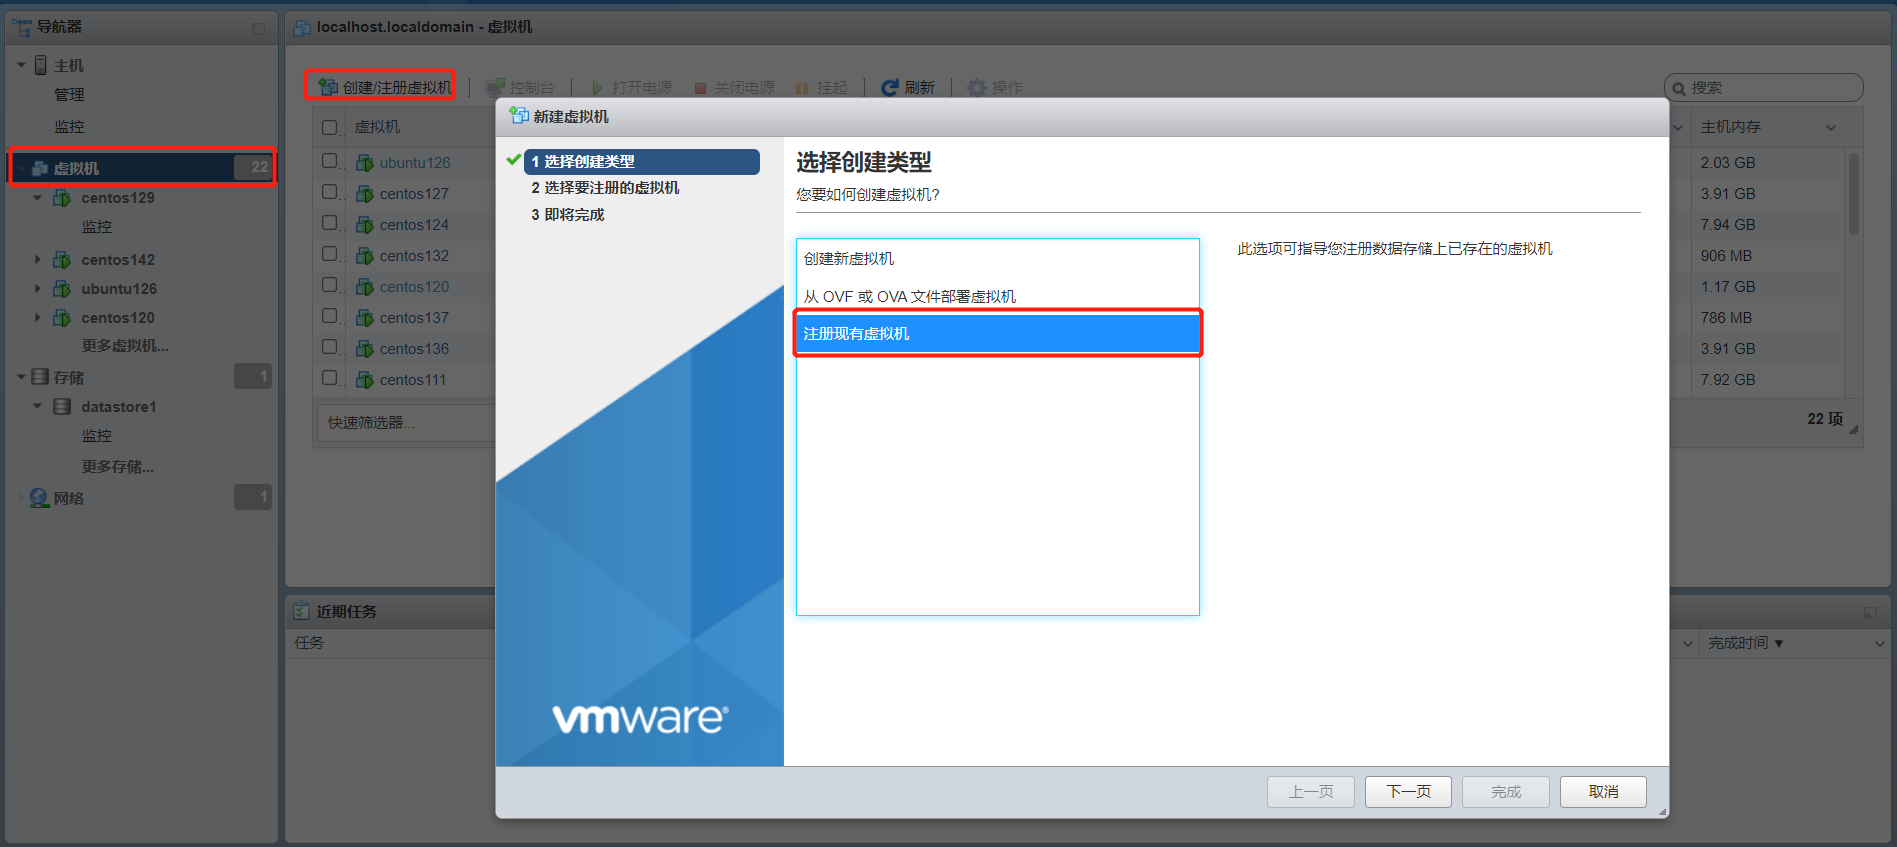 导航器
主机
管理
监控
虚拟机 22
centos129
监控
centos142
ubuntu126
centos120
更多虚拟机...
存储 1
datastore1
监控
更多存储...
网络 1
localhost.localdomain - 虚拟机
创建/注册虚拟机 控制台 打开电源 关闭电源 挂起 刷新 操作 搜索
虚拟机 主机内存
ubuntu126 2.03 GB
centos127 3.91 GB
centos124 7.94 GB
centos132 906 MB
centos120 1.17 GB
centos137 786 MB
centos136 3.91 GB
centos111 7.92 GB
快速筛选器... 22 项
新建虚拟机
1 选择创建类型
2 选择要注册的虚拟机
3 即将完成
vmware®
选择创建类型
您要如何创建虚拟机?
创建新虚拟机
从 OVF 或 OVA 文件部署虚拟机
注册现有虚拟机
此选项可指导您注册数据存储上已存在的虚拟机
上一页 下一页 完成 取消
近期任务
任务 完成时间 ▼